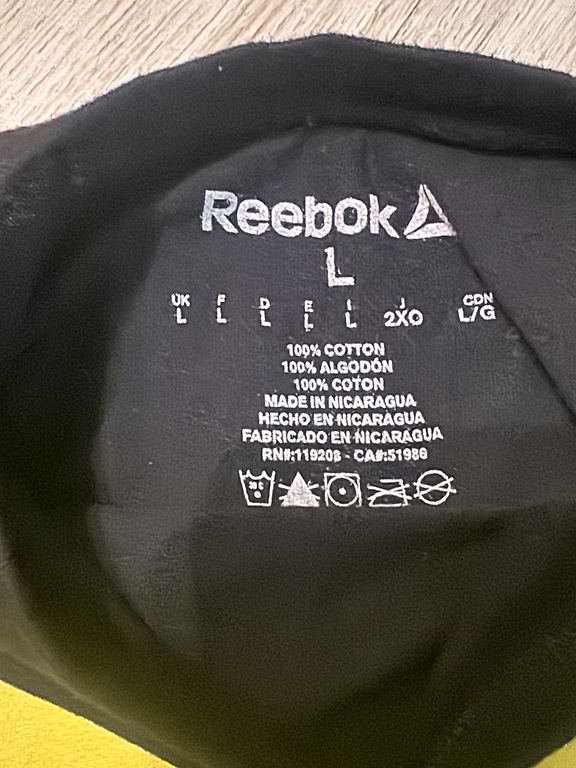 Reebok
L
UK F D E I J CDN
L L L L L 2XO L/G
100% COTTON
100% ALGODÓN
100% COTON
MADE IN NICARAGUA
HECHO EN NICARAGUA
FABRICADO EN NICARAGUA
RN#:119208 - CA#:51980